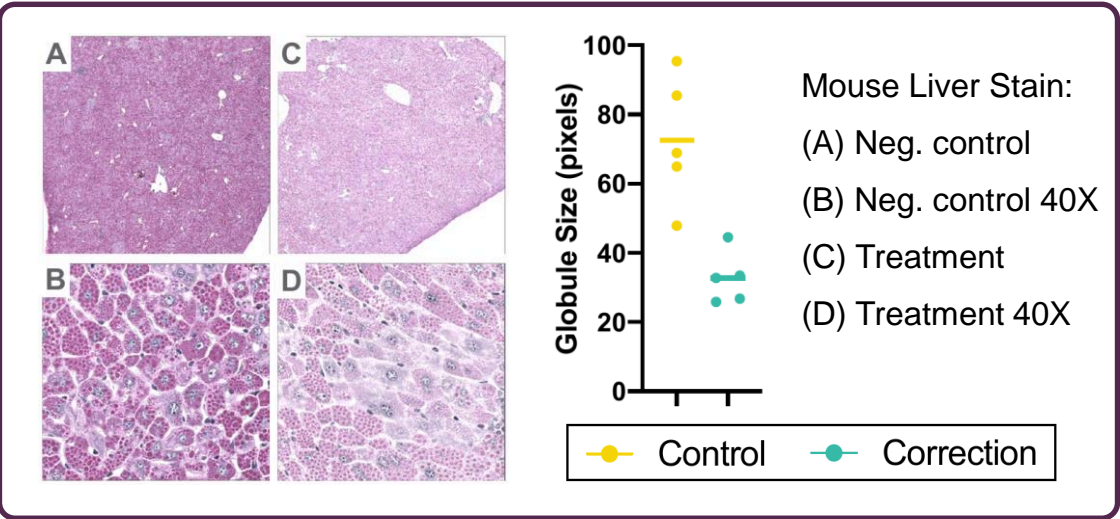 A
C
B
D
Globule Size (pixels)
100
80
60
40
20
0
Mouse Liver Stain:
(A) Neg. control
(B) Neg. control 40X
(C) Treatment
(D) Treatment 40X
Control
Correction